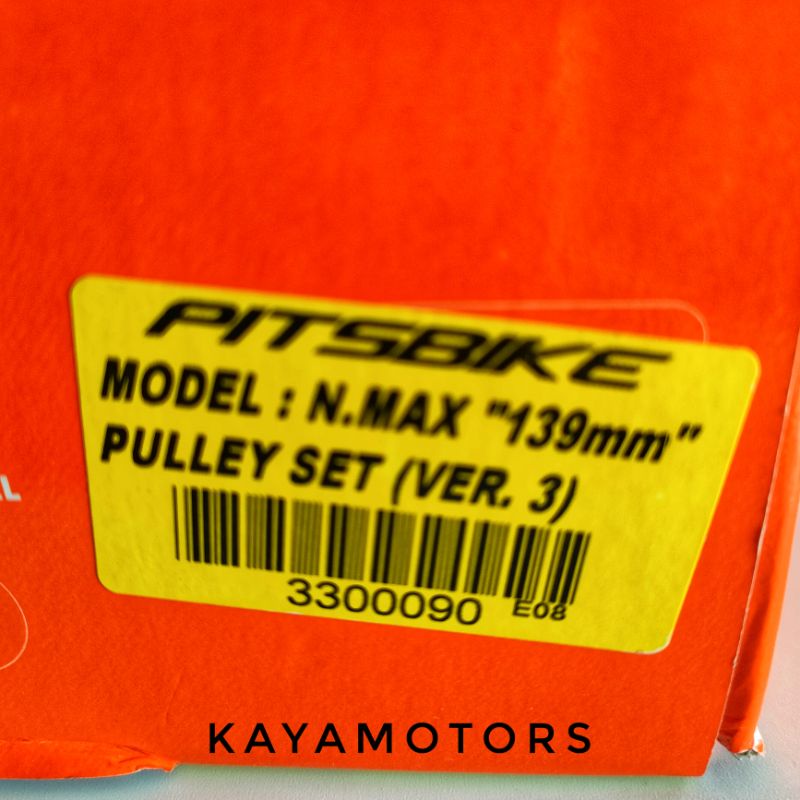 PITSBIKE
MODEL : N.MAX "139mm"
PULLEY SET (VER. 3)
3300090 E08
KAYAMOTORS